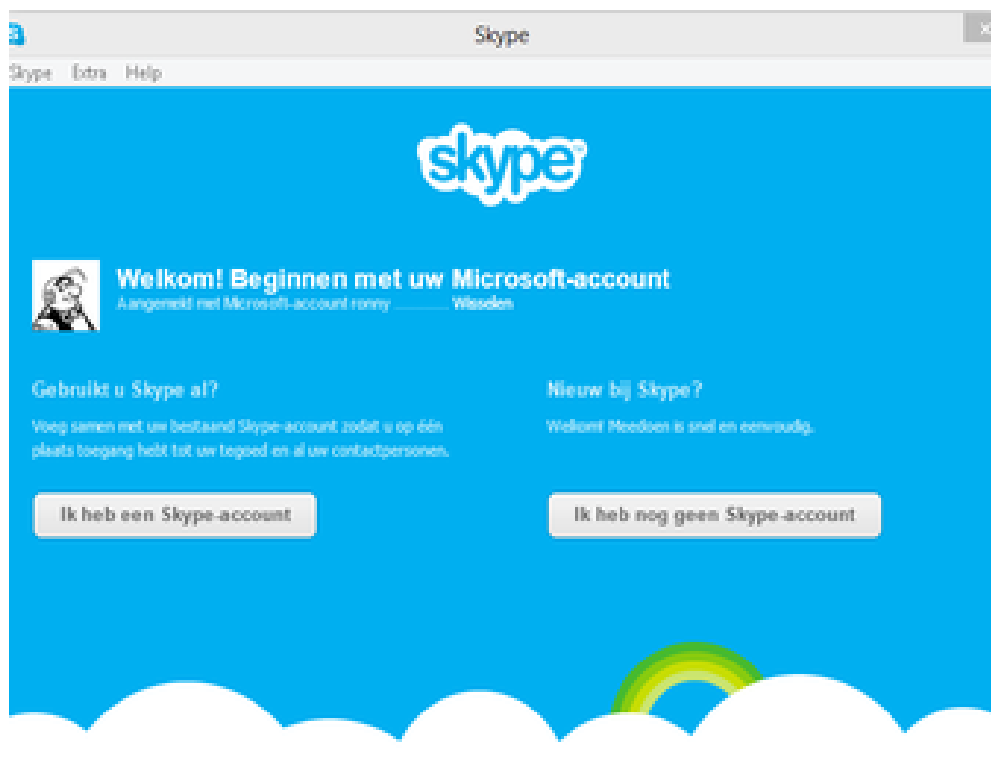 Skype
Skype Extra Help
skype
Welkom! Beginnen met uw Microsoft-account
Aangemeld met Microsoft-account ronny .......... Wisselen
Gebruikt u Skype al?
Voeg samen met uw bestaand Skype-account zodat u op één
plaats toegang hebt tot uw tegoed en al uw contactpersonen.
Ik heb een Skype-account
Nieuw bij Skype?
Welkom! Meedoen is snel en eenvoudig.
Ik heb nog geen Skype-account